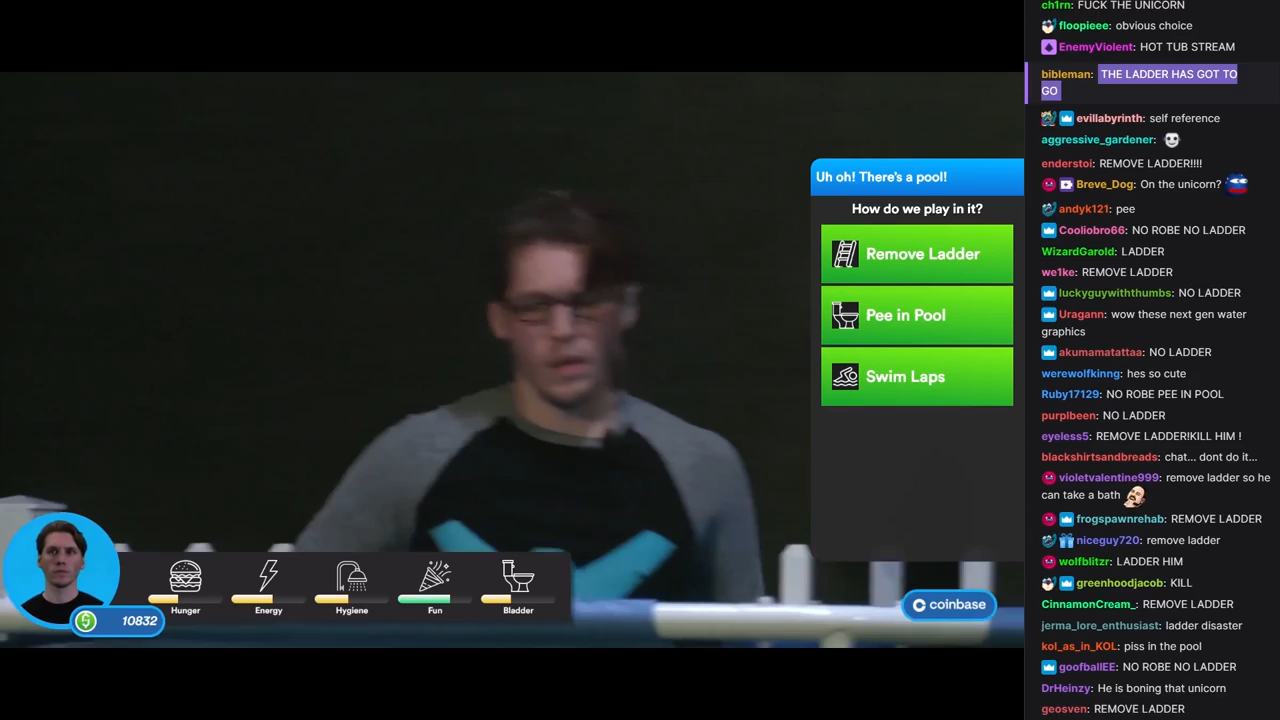 Uh oh! There's a pool!
How do we play in it?
Remove Ladder
Pee in Pool
Swim Laps
Hunger
Energy
Hygiene
Fun
Bladder
10832
coinbase
ch1rn: FUCK THE UNICORN
floopieee: obvious choice
EnemyViolent: HOT TUB STREAM
bibleman: THE LADDER HAS GOT TO
GO
evillabyrinth: self reference
aggressive_gardener:
enderstoi: REMOVE LADDER!!!!
Breve_Dog: On the unicorn?
andyk121: pee
Cooliobro66: NO ROBE NO LADDER
WizardGarold: LADDER
we1ke: REMOVE LADDER
luckyguywiththumbs: NO LADDER
Uragann: wow these next gen water
graphics
akumamatattaa: NO LADDER
werewolfkinng: hes so cute
Ruby17129: NO ROBE PEE IN POOL
purplbeen: NO LADDER
eyeless5: REMOVE LADDER!KILL HIM !
blackshirtsandbreads: chat... dont do it...
violetvalentine999: remove ladder so he
can take a bath
frogspawnrehab: REMOVE LADDER
niceguy720: remove ladder
wolfblitzr: LADDER HIM
greenhoodjacob: KILL
CinnamonCream_: REMOVE LADDER
jerma_lore_enthusiast: ladder disaster
kol_as_in_KOL: piss in the pool
goofballEE: NO ROBE NO LADDER
DrHeinzy: He is boning that unicorn
geosven: REMOVE LADDER